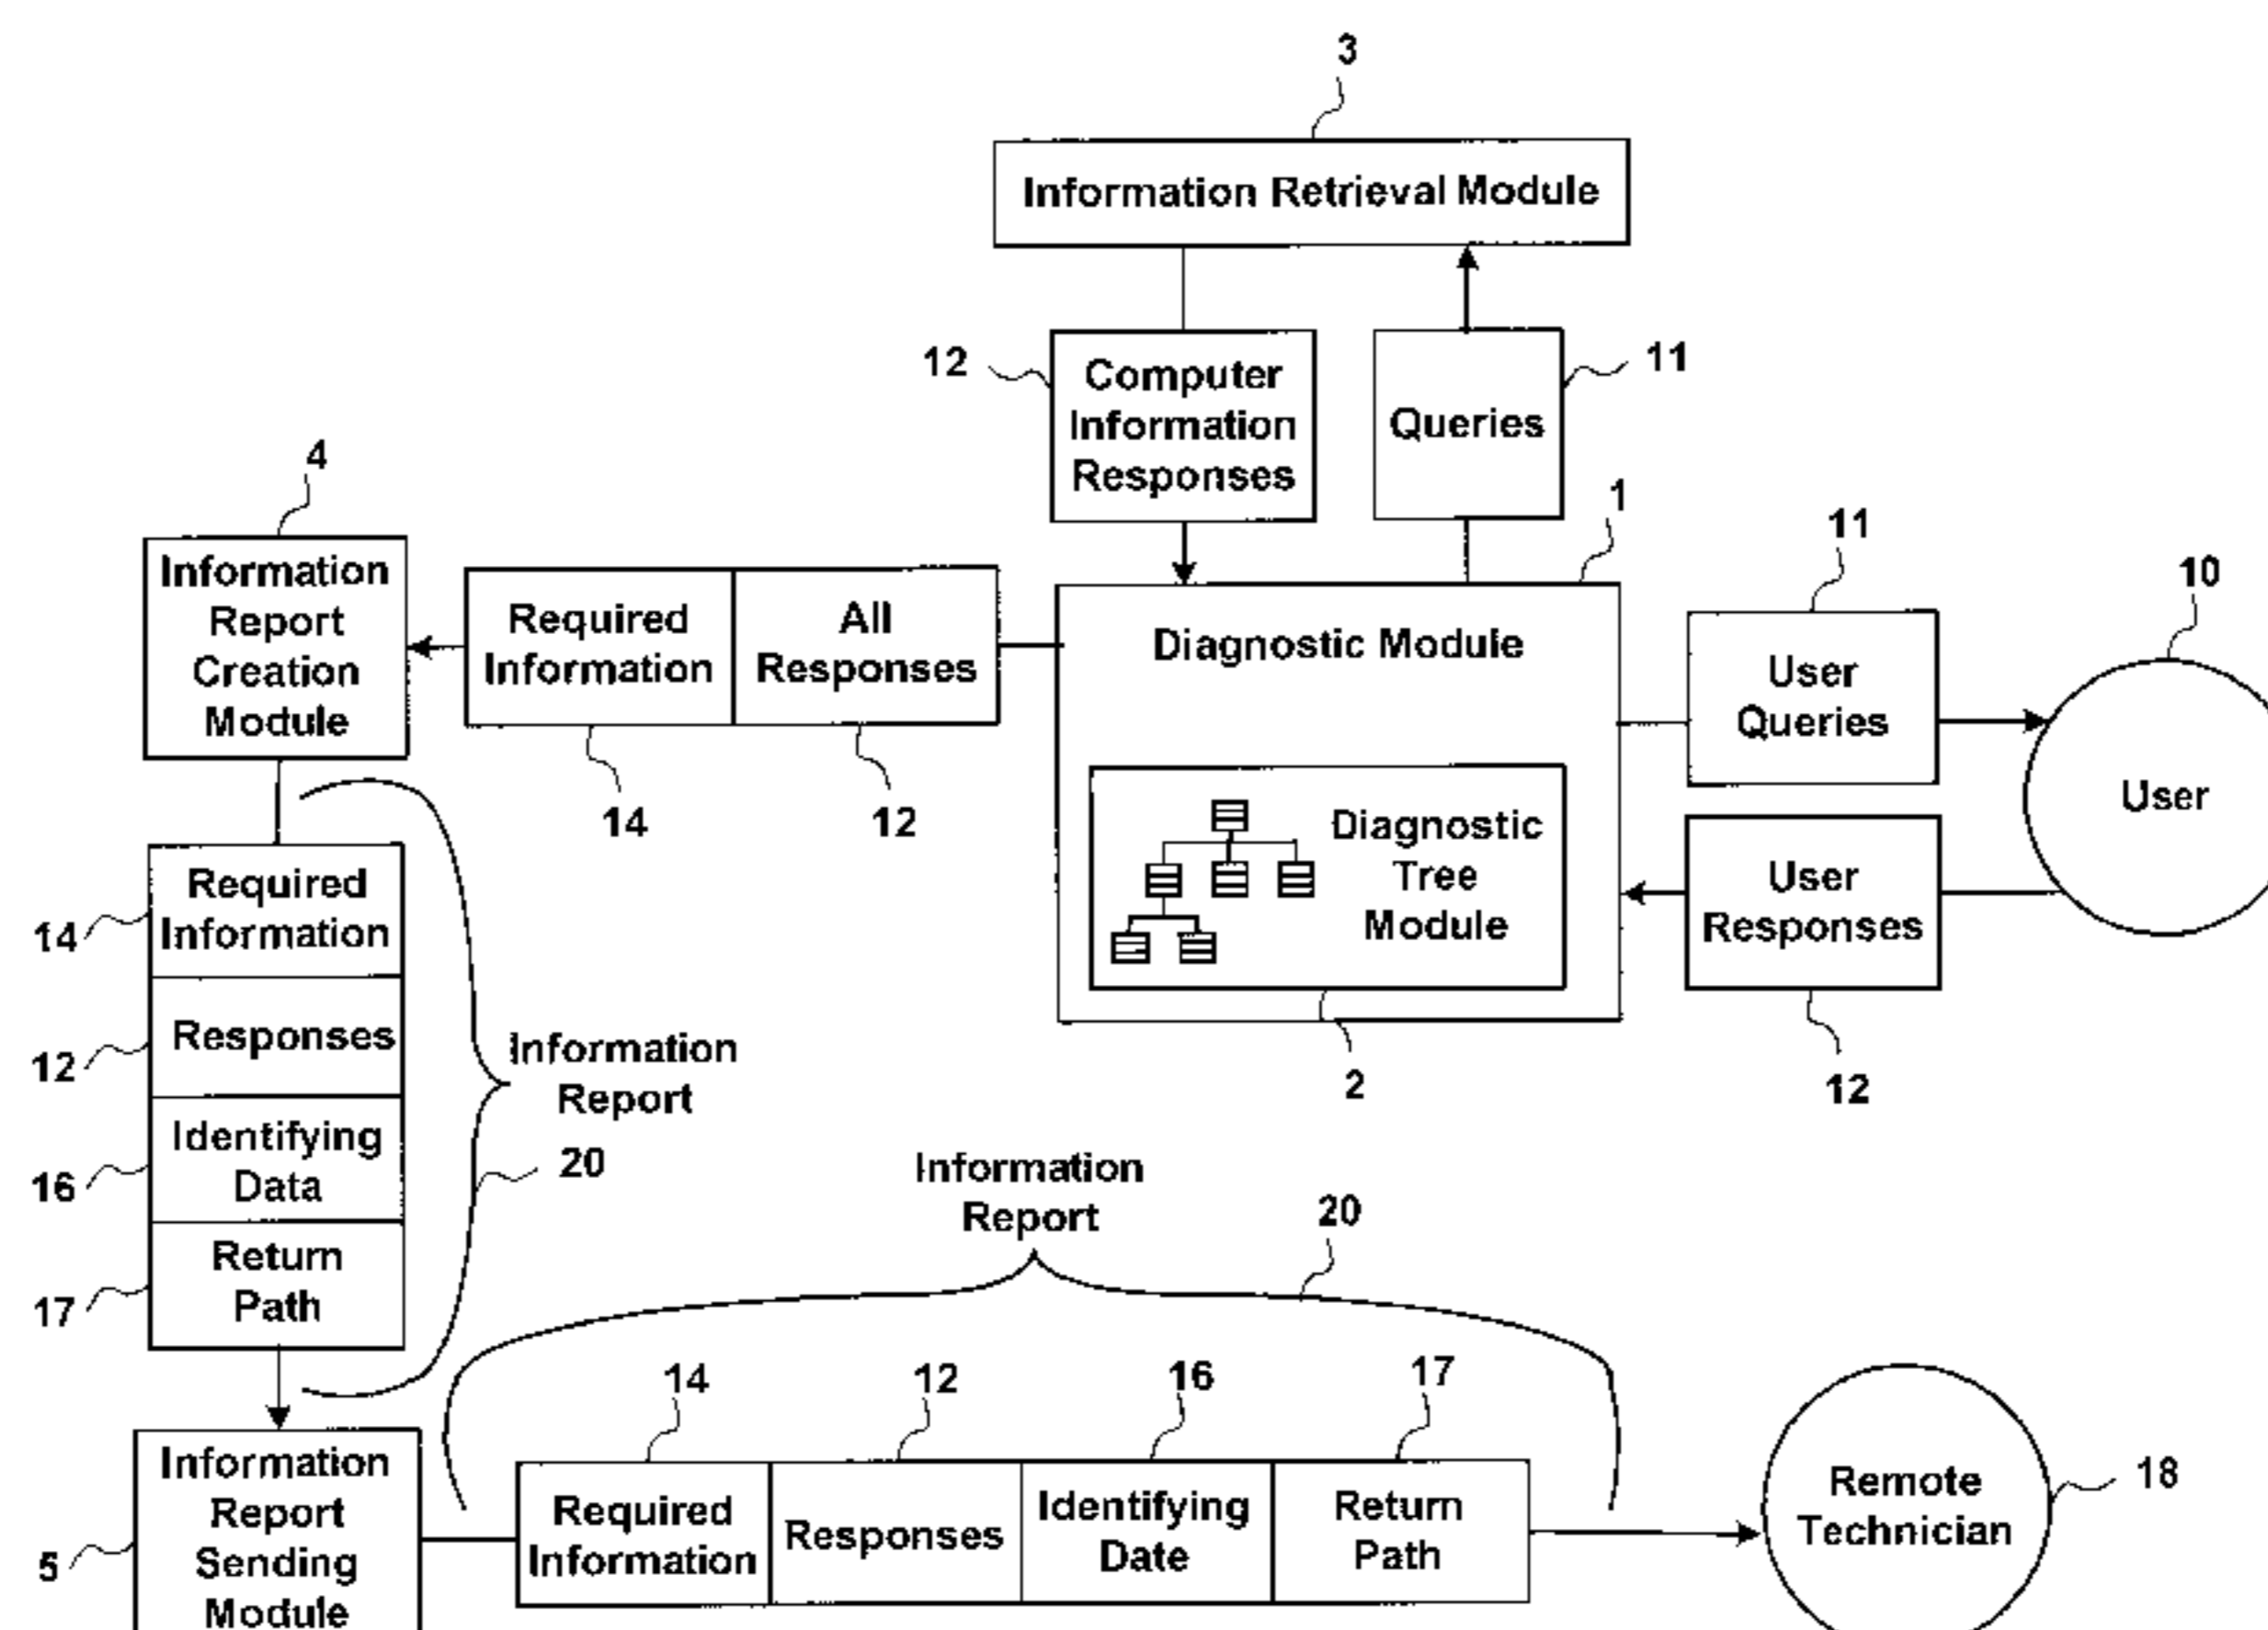 3
Information Retrieval Module
12
Computer
Information
Responses
Queries
11
4
Information
Report
Creation
Module
Required
Information
14
All
Responses
12
1
Diagnostic Module
Diagnostic
Tree
Module
2
11
User
Queries
10
User
User
Responses
12
14
Required
Information
12
Responses
16
Identifying
Data
17
Return
Path
Information
Report
20
Information
Report
20
5
Information
Report
Sending
Module
14
Required
Information
12
Responses
16
Identifying
Date
17
Return
Path
Remote
Technician
18